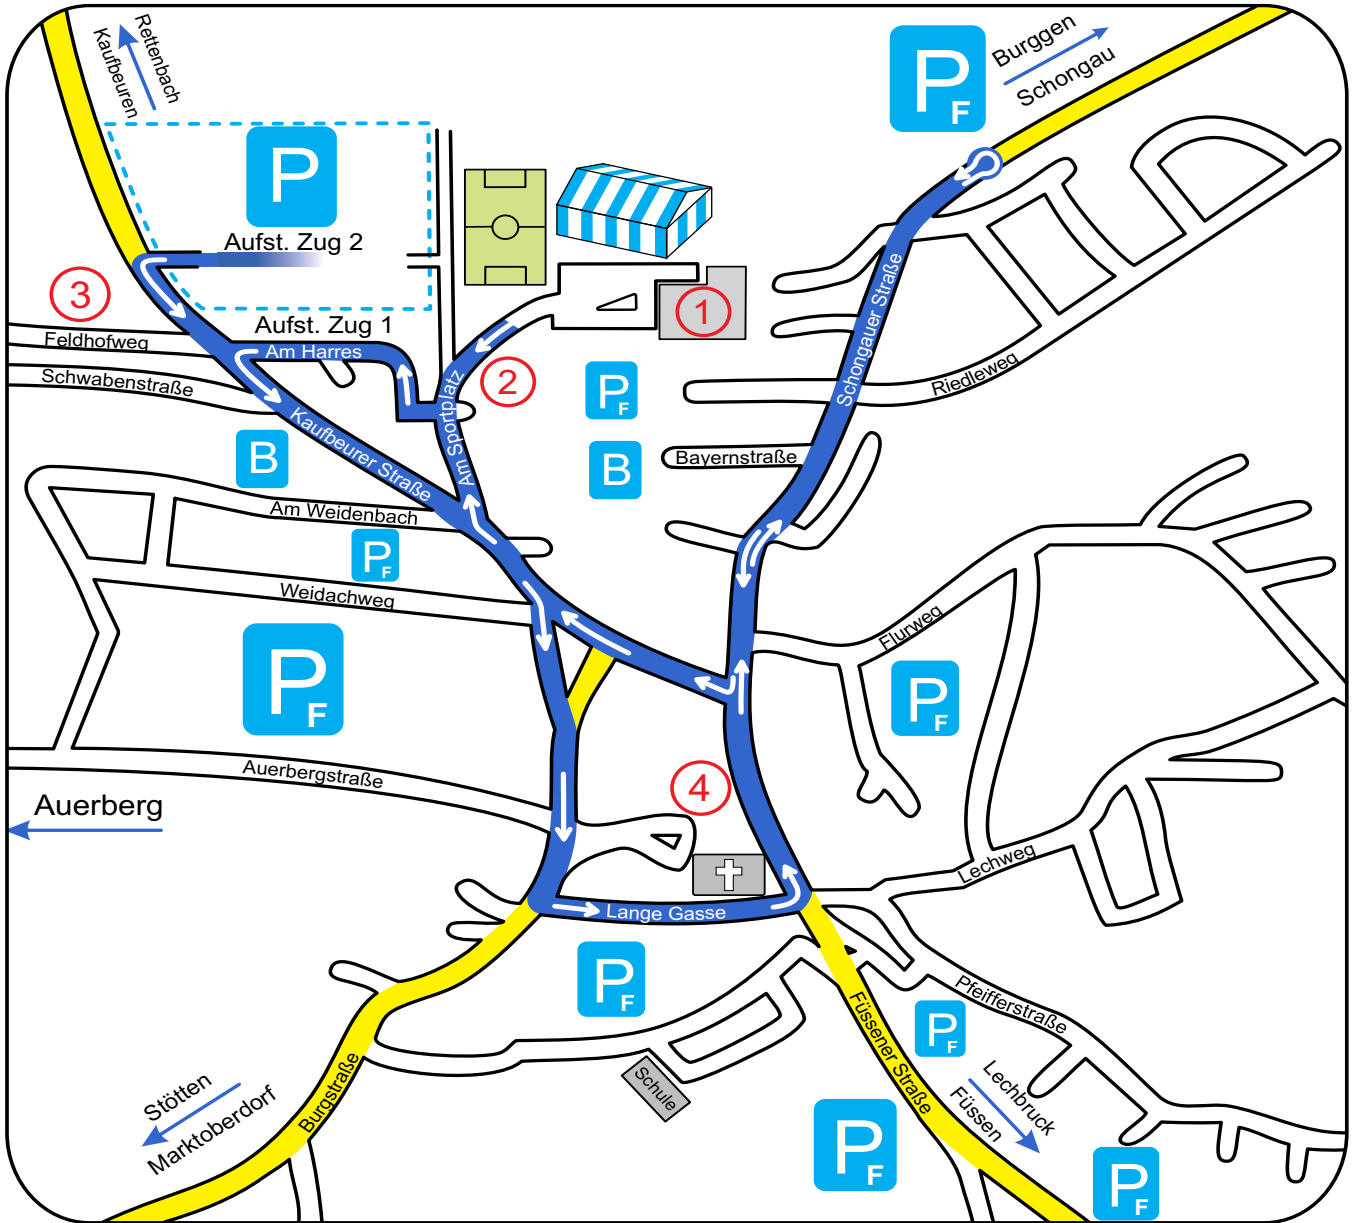 Rettenbach
Kaufbeuren
P
F
Burggen
Schongau
P
Aufst. Zug 2
3
1
Aufst. Zug 1
Feldhofweg
Am Harres
Schwabenstraße
2
P
F
Schongauer Straße
Riedleweg
Am Sportplatz
Kaufbeurer Straße
B
B
Bayernstraße
Am Weidenbach
P
F
Weidachweg
Flurweg
P
F
P
F
Auerbergstraße
4
Auerberg
Lechweg
Lange Gasse
P
F
Pfeifferstraße
Füssener Straße
P
F
Schule
Burgstraße
Stötten
Marktoberdorf
Lechbruck
Füssen
P
F
P
F